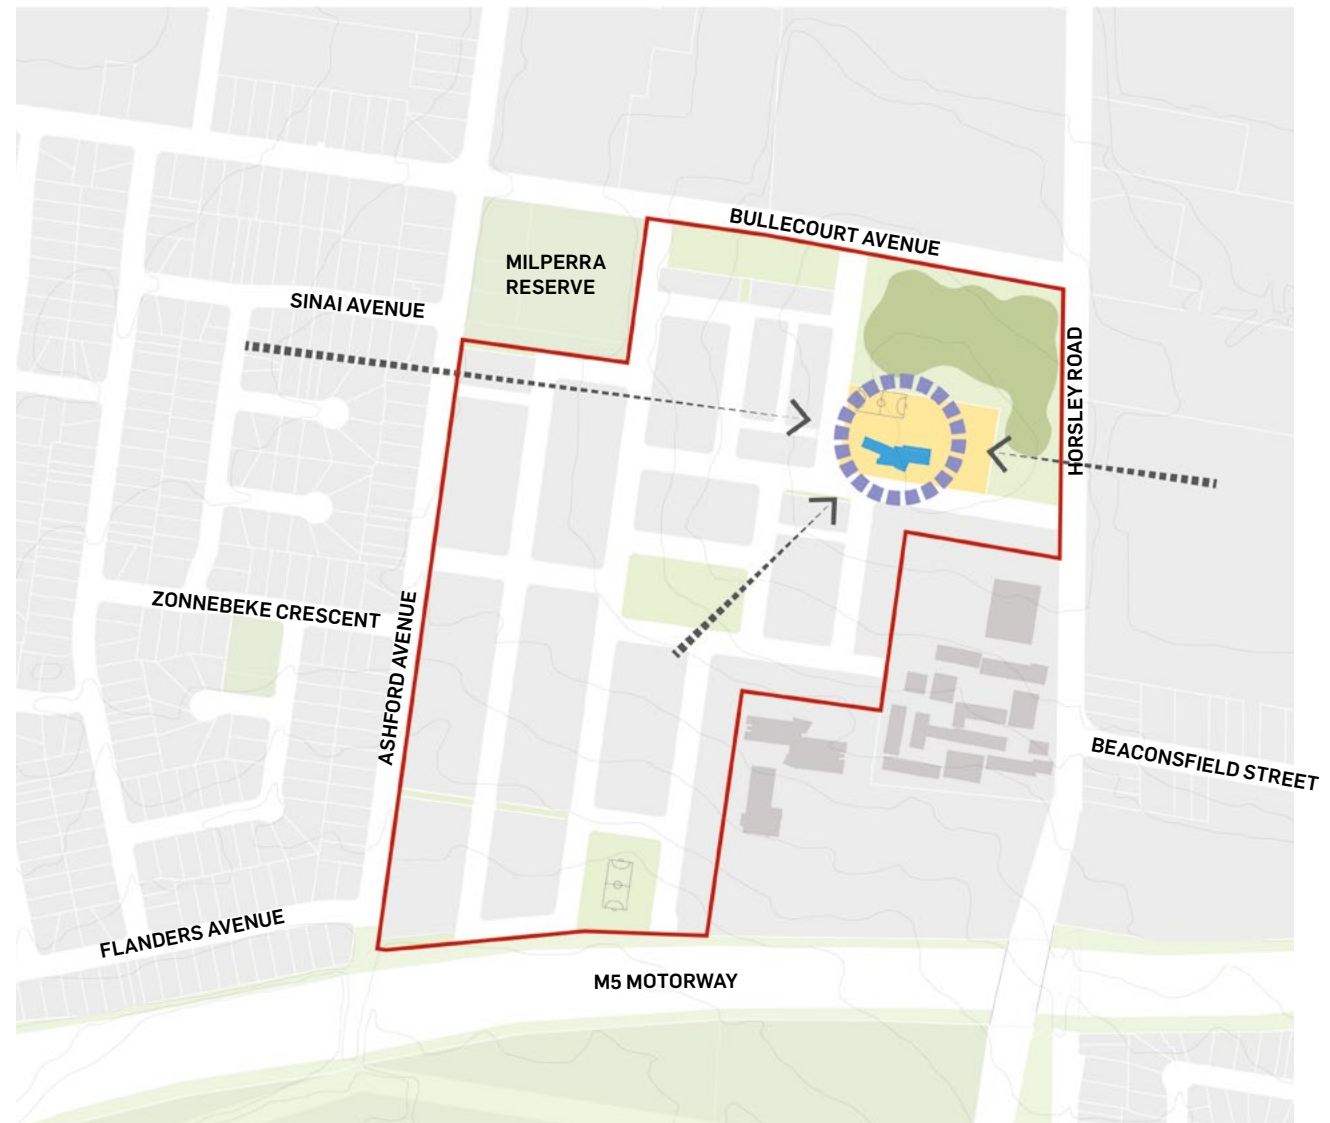 BULLECOURT AVENUE
MILPERRA
RESERVE
SINAI AVENUE
HORSLEY ROAD
ZONNEBEKE CRESCENT
ASHFORD AVENUE
BEACONSFIELD STREET
FLANDERS AVENUE
M5 MOTORWAY